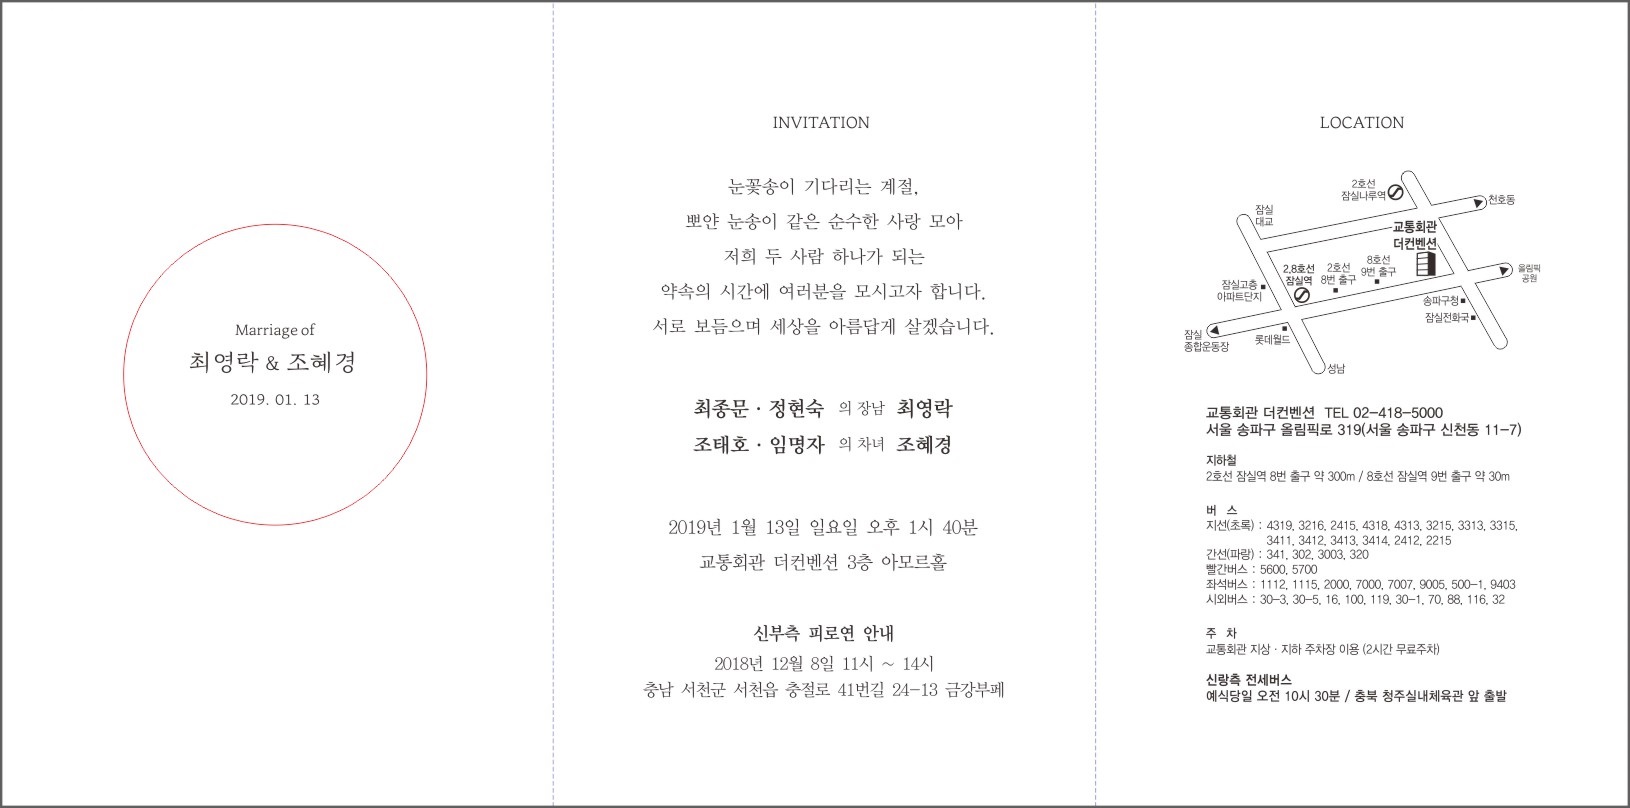 Marriage of
최영락 & 조혜경
2019. 01. 13
INVITATION
눈꽃송이 기다리는 계절,
뽀얀 눈송이 같은 순수한 사랑 모아
저희 두 사람 하나가 되는
약속의 시간에 여러분을 모시고자 합니다.
서로 보듬으며 세상을 아름답게 살겠습니다.
최종문 · 정현숙 의 장남 최영락
조태호 · 임명자 의 차녀 조혜경
2019년 1월 13일 일요일 오후 1시 40분
교통회관 더컨벤션 3층 아모르홀
신부측 피로연 안내
2018년 12월 8일 11시 ~ 14시
충남 서천군 서천읍 충절로 41번길 24-13 금강부페
LOCATION
2호선
잠실나루역
천호동
잠실
대교
교통회관
더컨벤션
2,8호선
잠실역
2호선
8번 출구
8호선
9번 출구
올림픽
공원
잠실고층
아파트단지
송파구청
잠실전화국
잠실
종합운동장
롯데월드
성남
교통회관 더컨벤션 TEL 02-418-5000
서울 송파구 올림픽로 319(서울 송파구 신천동 11-7)
지하철
2호선 잠실역 8번 출구 약 300m / 8호선 잠실역 9번 출구 약 30m
버 스
지선(초록) : 4319, 3216, 2415, 4318, 4313, 3215, 3313, 3315,
3411, 3412, 3413, 3414, 2412, 2215
간선(파랑) : 341, 302, 3003, 320
빨간버스 : 5600, 5700
좌석버스 : 1112, 1115, 2000, 7000, 7007, 9005, 500-1, 9403
시외버스 : 30-3, 30-5, 16, 100, 119, 30-1, 70, 88, 116, 32
주 차
교통회관 지상 · 지하 주차장 이용 (2시간 무료주차)
신랑측 전세버스
예식당일 오전 10시 30분 / 충북 청주실내체육관 앞 출발